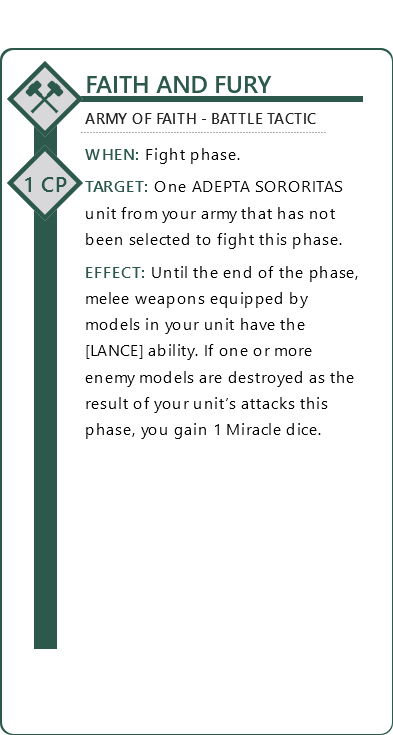 FAITH AND FURY
ARMY OF FAITH - BATTLE TACTIC
WHEN: Fight phase.
1 CP
TARGET: One ADEPTA SORORITAS
unit from your army that has not
been selected to fight this phase.
EFFECT: Until the end of the phase,
melee weapons equipped by
models in your unit have the
[LANCE] ability. If one or more
enemy models are destroyed as the
result of your unit's attacks this
phase, you gain 1 Miracle dice.